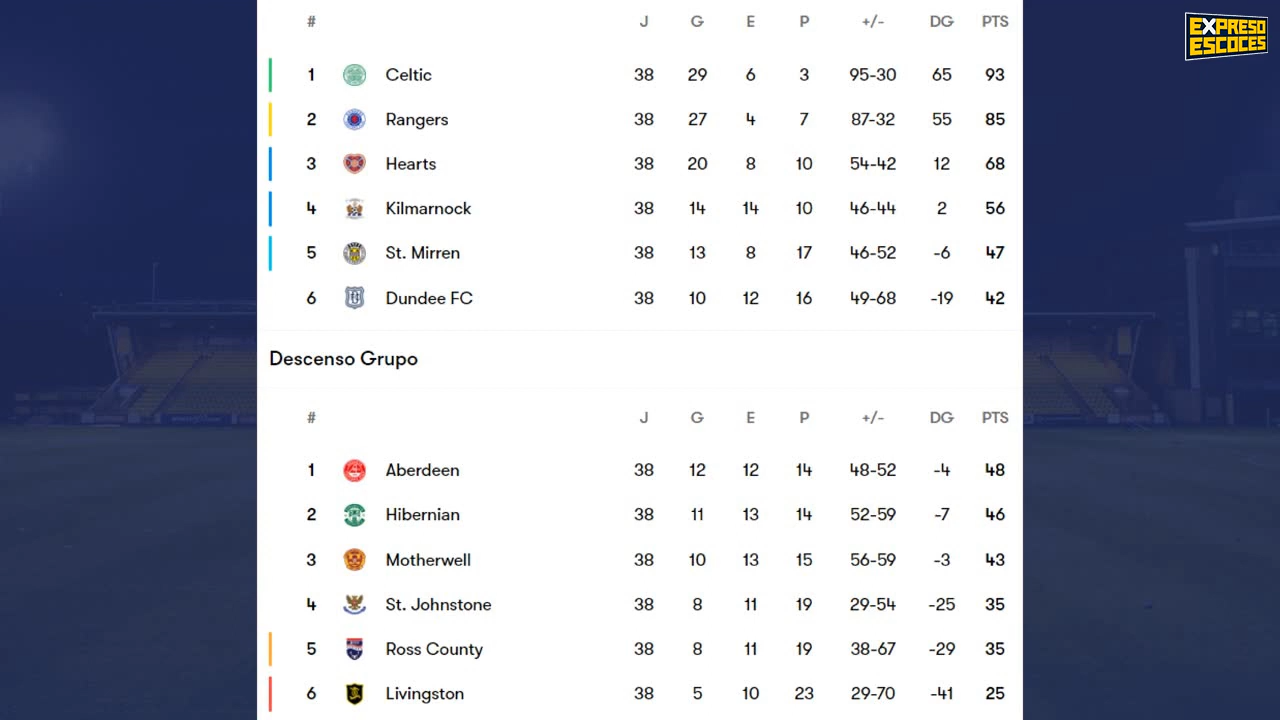 EXPRESO
ESCOCES
# J G E P +/- DG PTS
1 Celtic 38 29 6 3 95-30 65 93
2 Rangers 38 27 4 7 87-32 55 85
3 Hearts 38 20 8 10 54-42 12 68
4 Kilmarnock 38 14 14 10 46-44 2 56
5 St. Mirren 38 13 8 17 46-52 -6 47
6 Dundee FC 38 10 12 16 49-68 -19 42
Descenso Grupo
# J G E P +/- DG PTS
1 Aberdeen 38 12 12 14 48-52 -4 48
2 Hibernian 38 11 13 14 52-59 -7 46
3 Motherwell 38 10 13 15 56-59 -3 43
4 St. Johnstone 38 8 11 19 29-54 -25 35
5 Ross County 38 8 11 19 38-67 -29 35
6 Livingston 38 5 10 23 29-70 -41 25